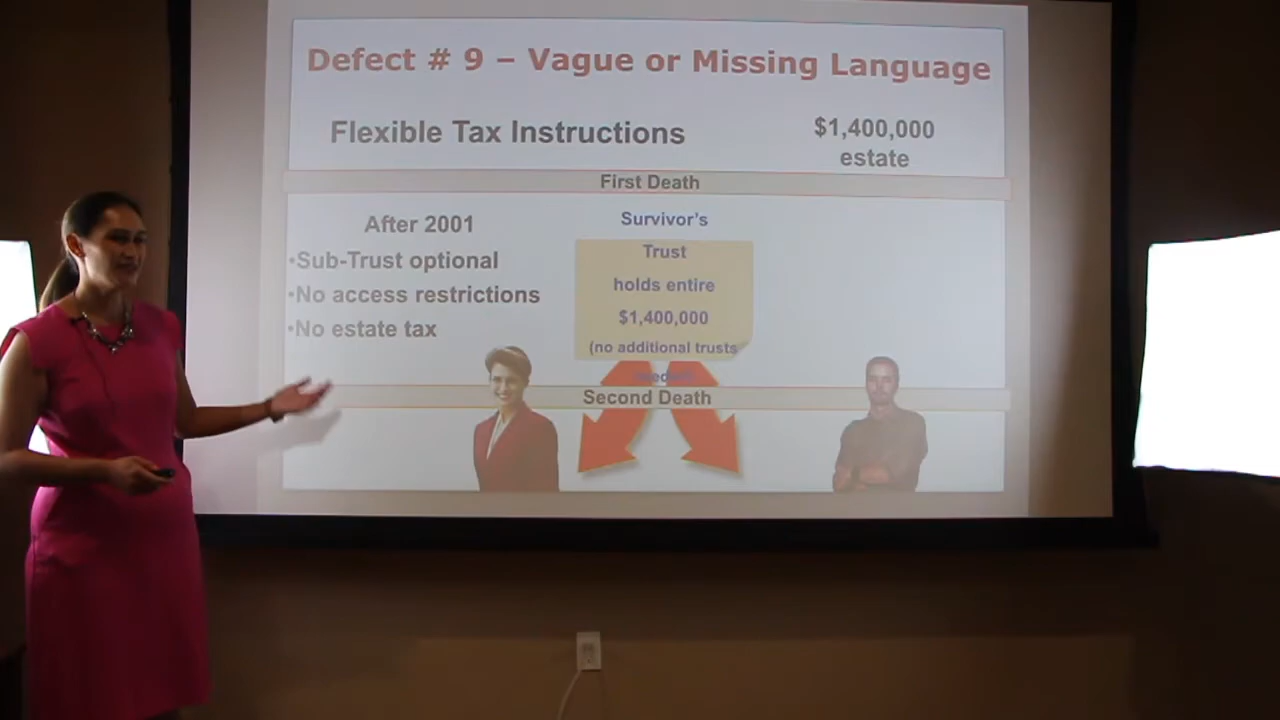 Defect # 9 – Vague or Missing Language
Flexible Tax Instructions
$1,400,000
estate
First Death
After 2001
•Sub-Trust optional
•No access restrictions
•No estate tax
Survivor's
Trust
holds entire
$1,400,000
(no additional trusts
Second Death